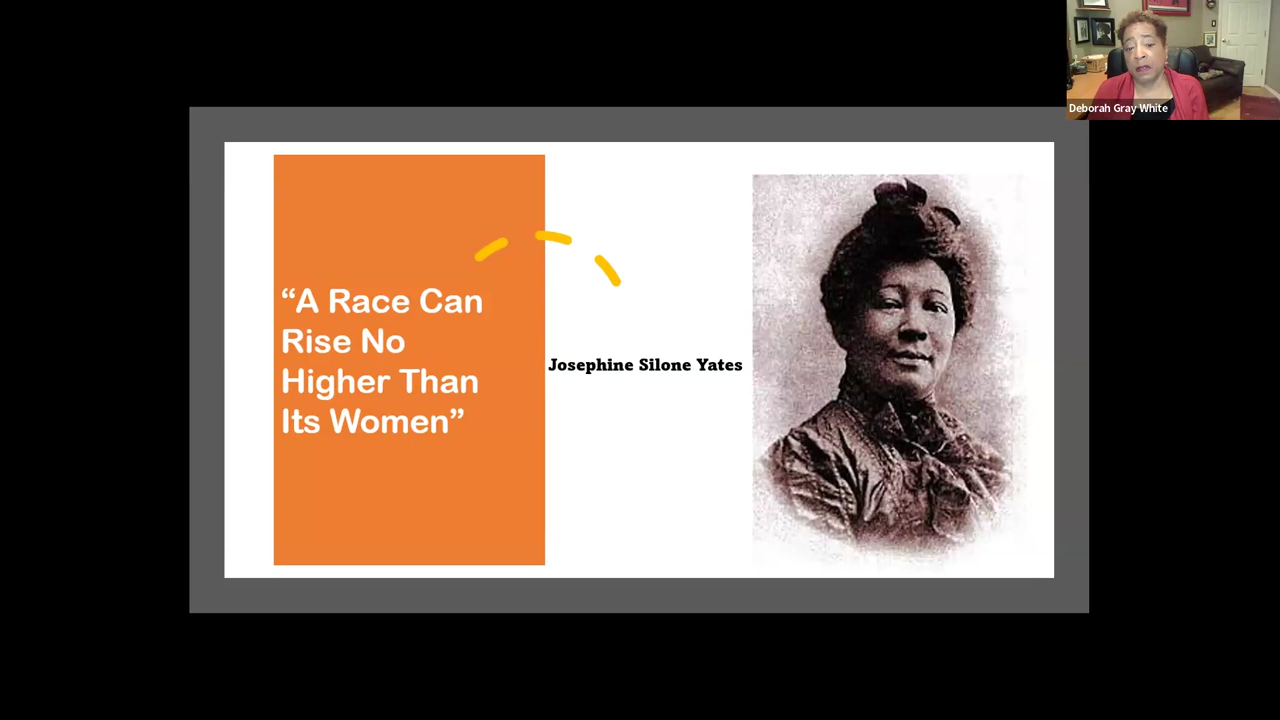 Deborah Gray White
“A Race Can
Rise No
Higher Than
Its Women”
Josephine Silone Yates